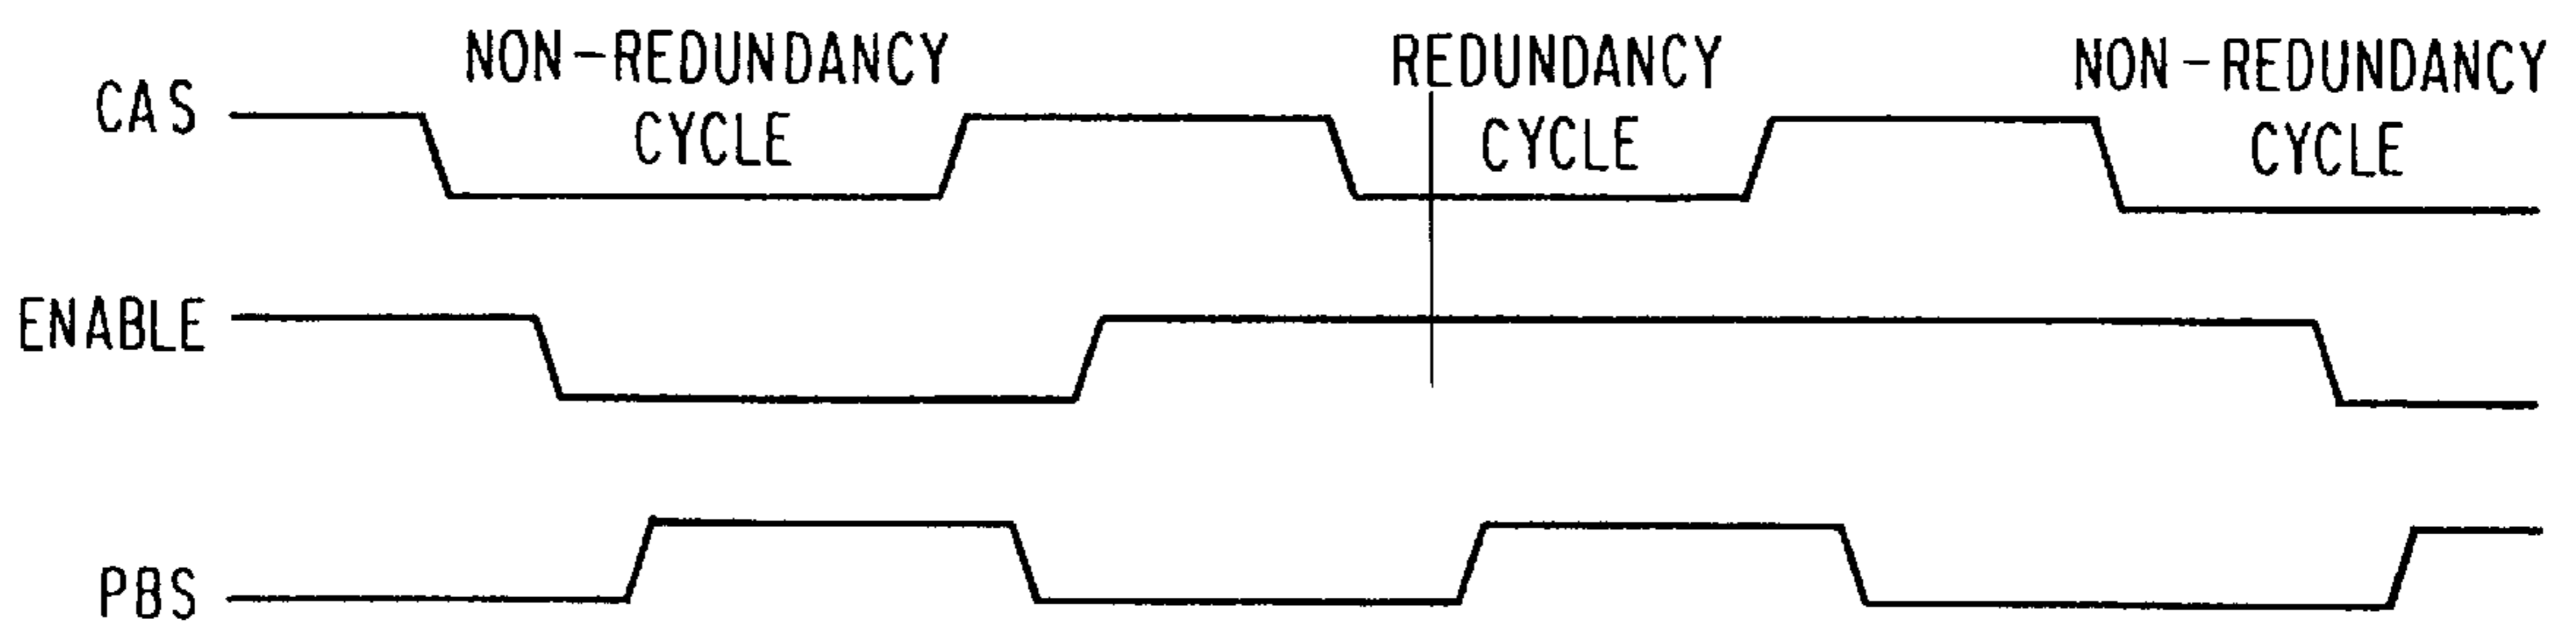 NON-REDUNDANCY
CYCLE
REDUNDANCY
CYCLE
NON-REDUNDANCY
CYCLE
CAS
ENABLE
PBS